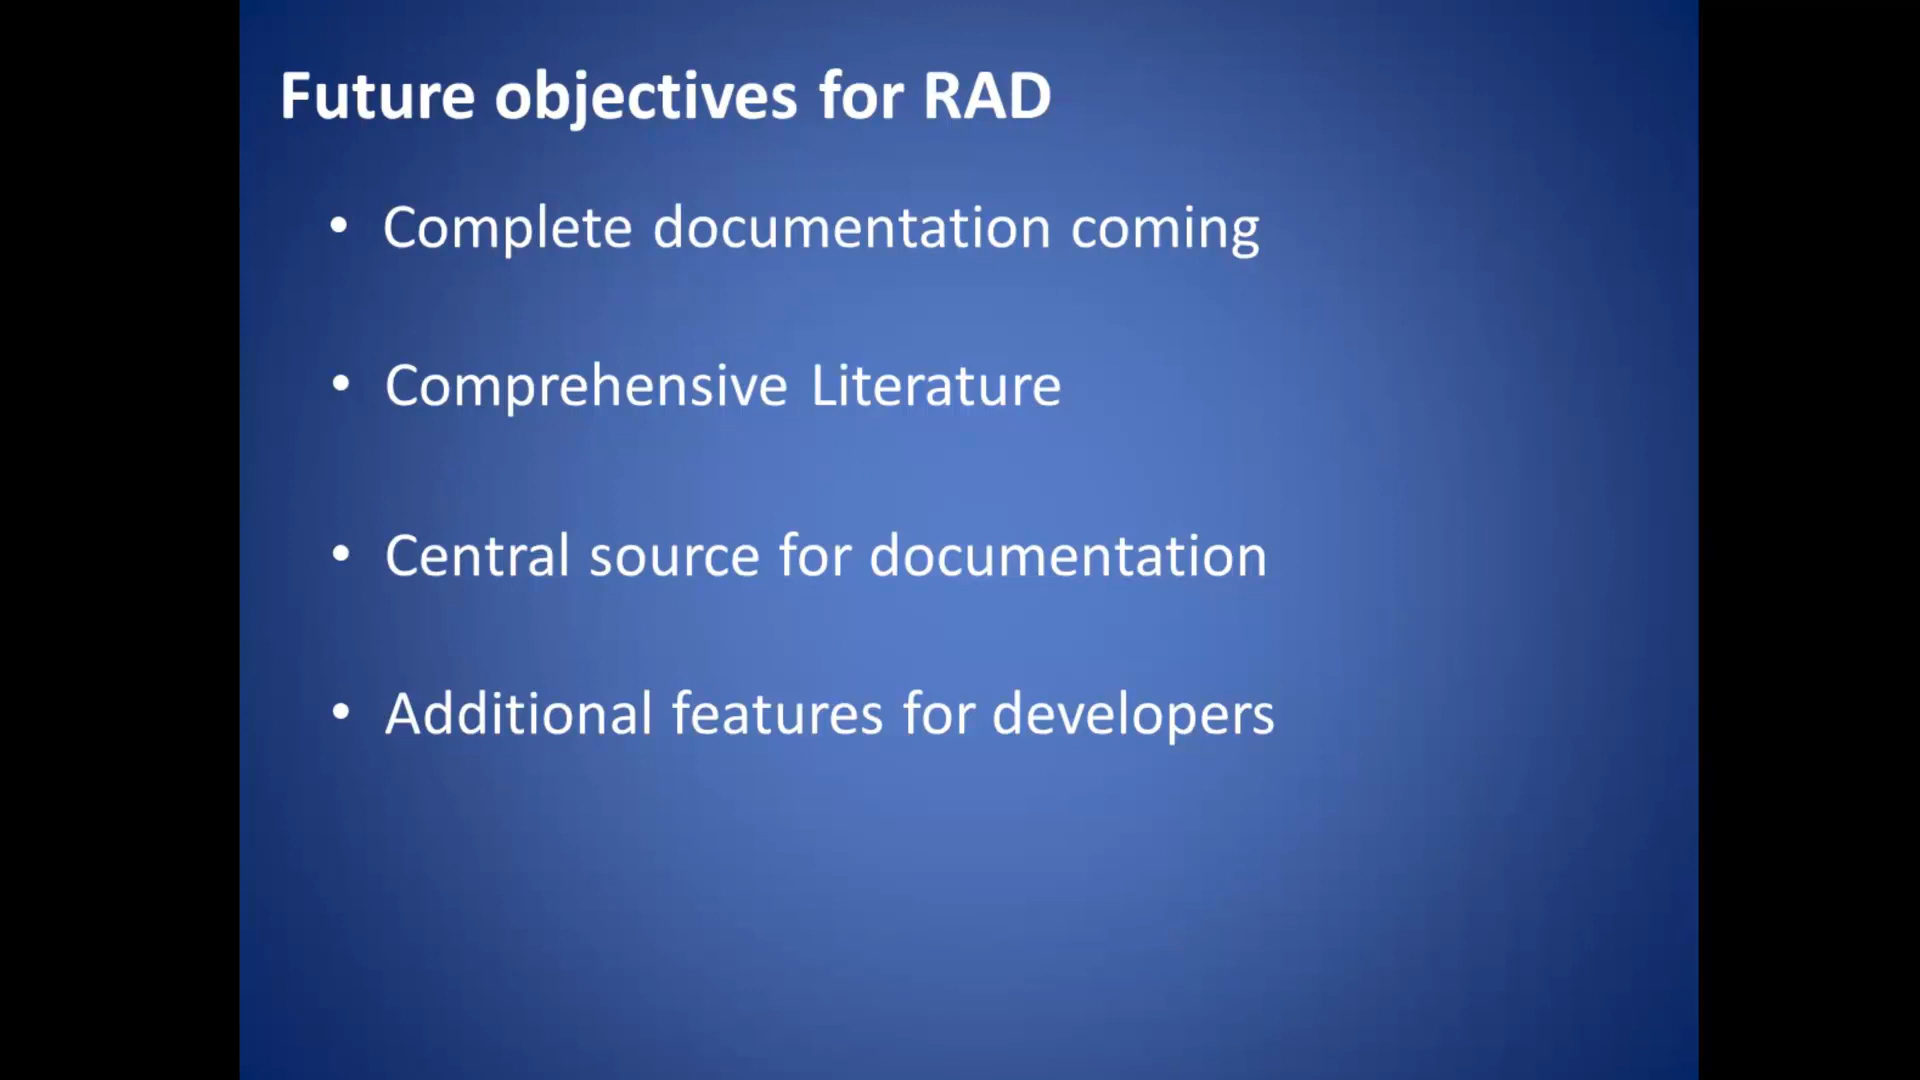 Future objectives for RAD
• Complete documentation coming
• Comprehensive Literature
• Central source for documentation
• Additional features for developers